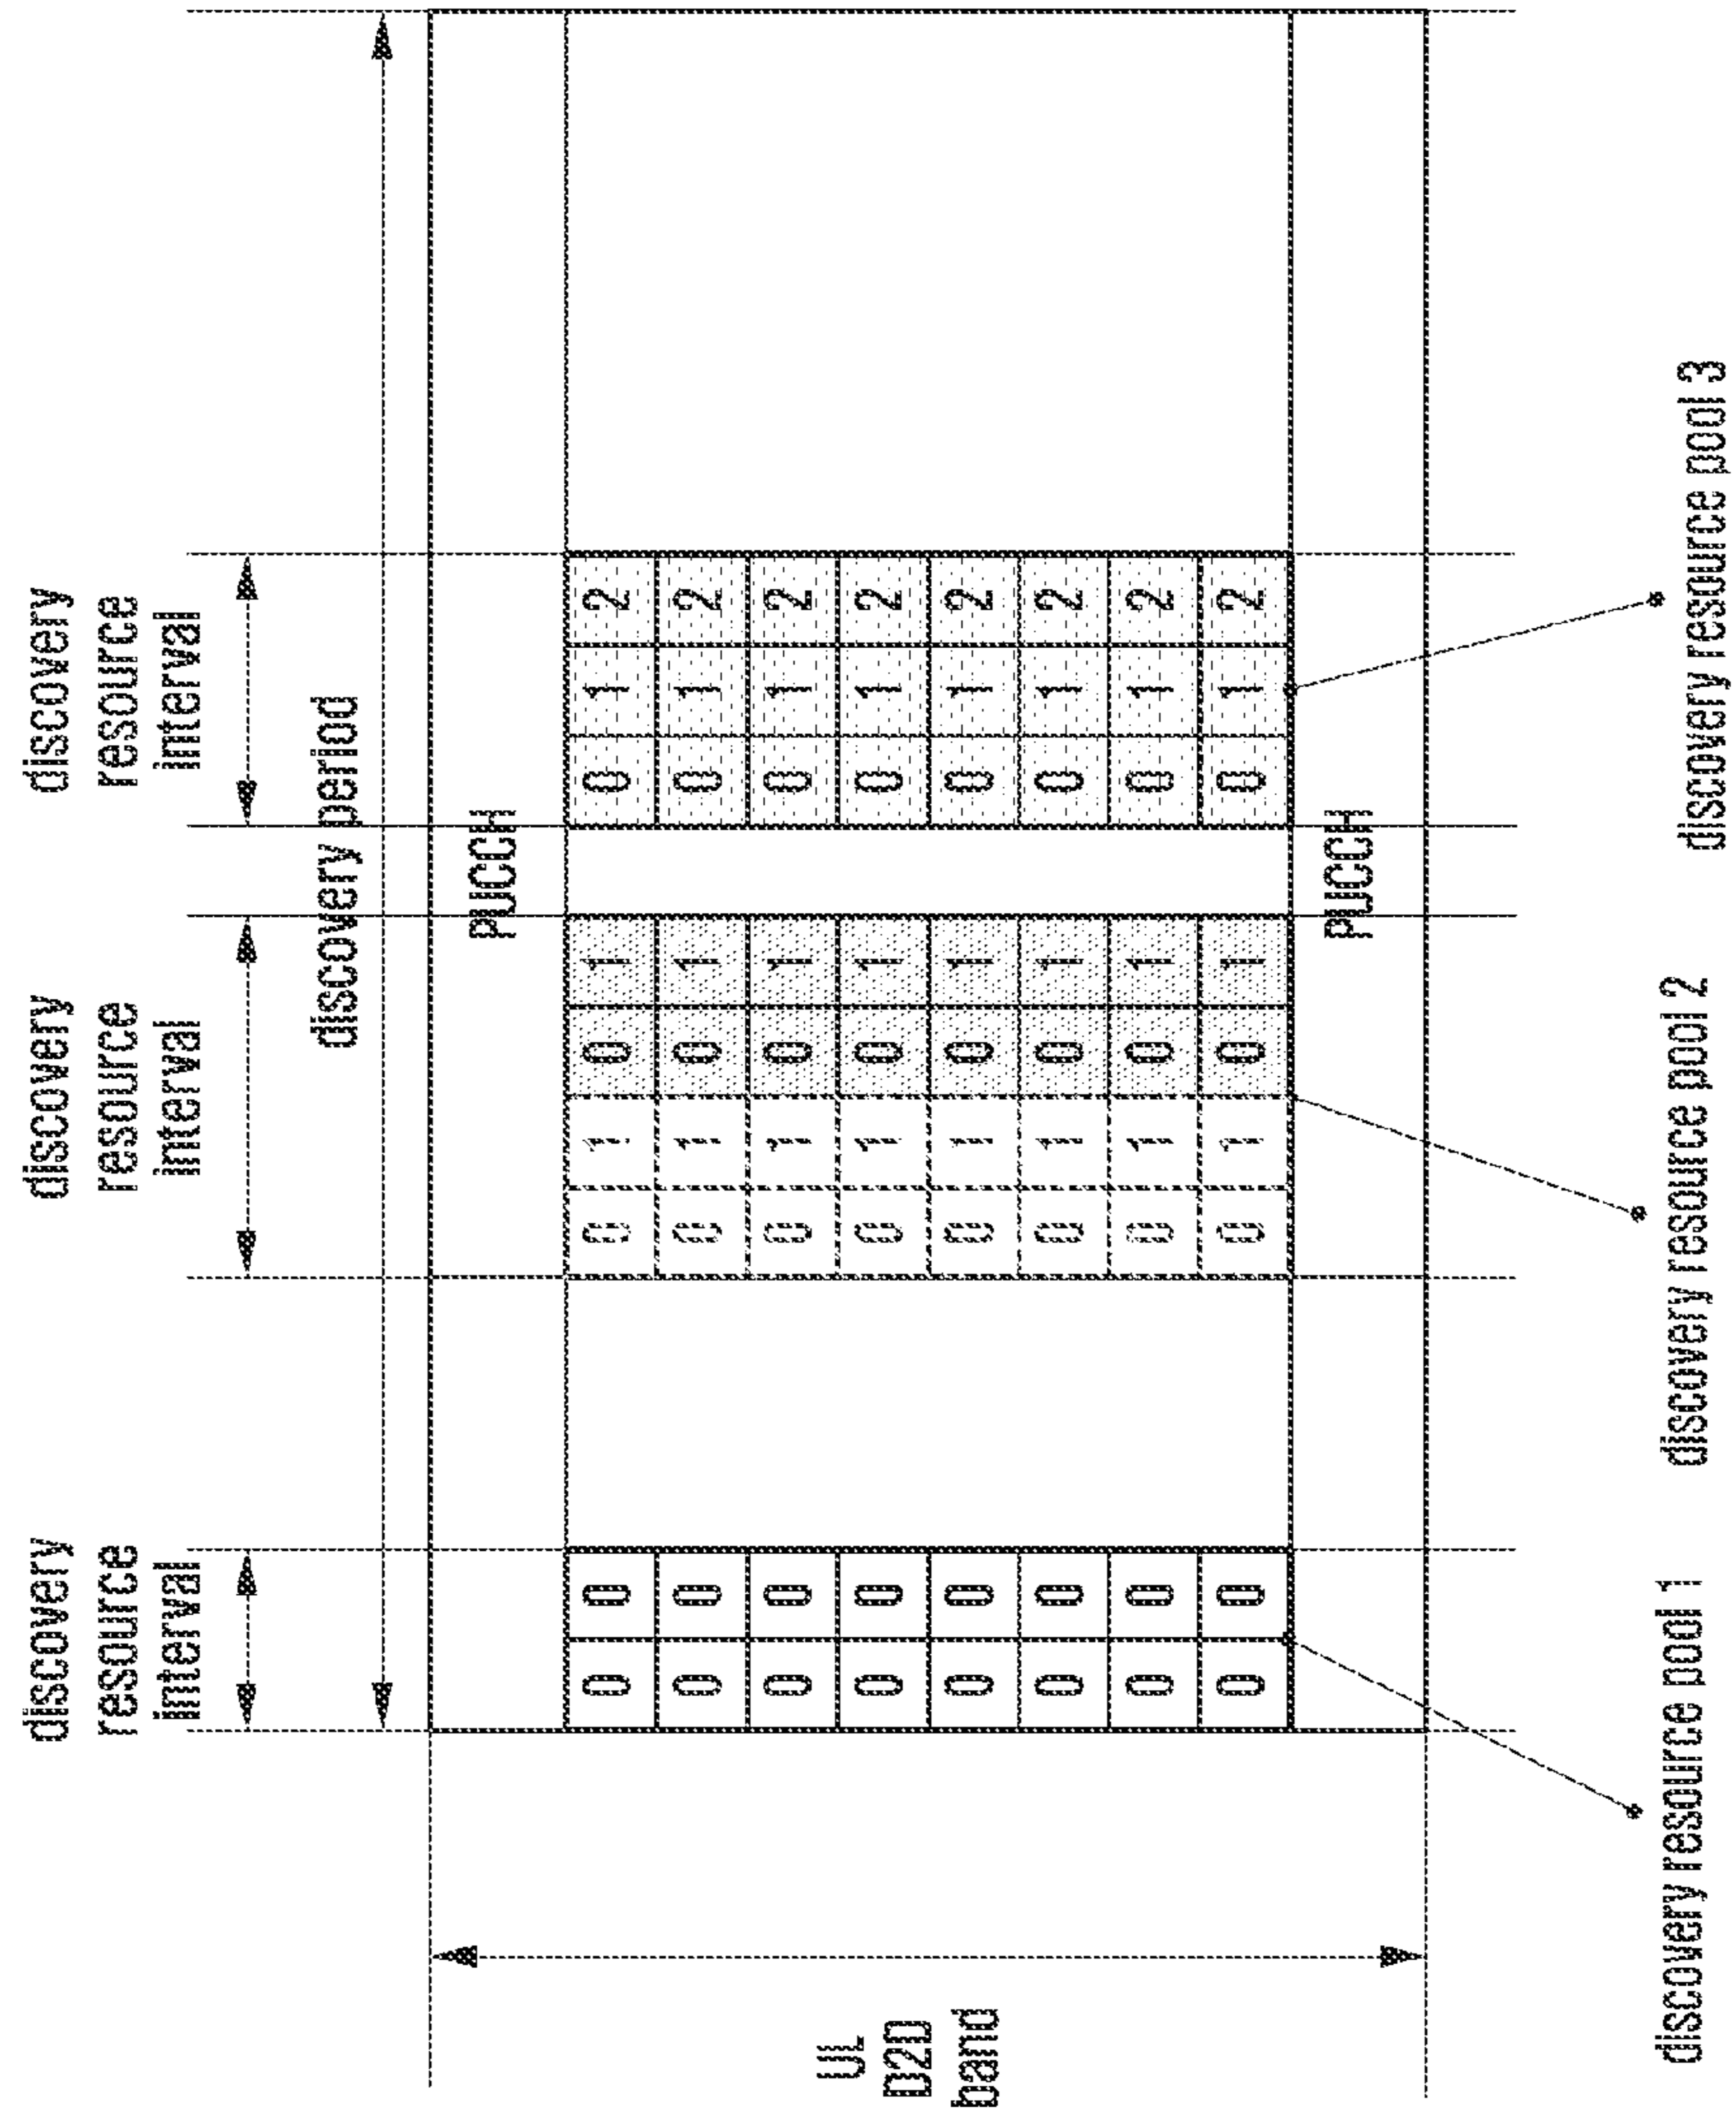 discovery
resource
interval
discovery
resource
interval
discovery
resource
interval
discovery period
PUCCH
UL
D2D
band
0 0 0 1 0 1 0 1 2
0 0 0 1 0 1 0 1 2
0 0 0 1 0 1 0 1 2
0 0 0 1 0 1 0 1 2
0 0 0 1 0 1 0 1 2
0 0 0 1 0 1 0 1 2
0 0 0 1 0 1 0 1 2
0 0 0 1 0 1 0 1 2
PUCCH
discovery resource pool 1
discovery resource pool 2
discovery resource pool 3